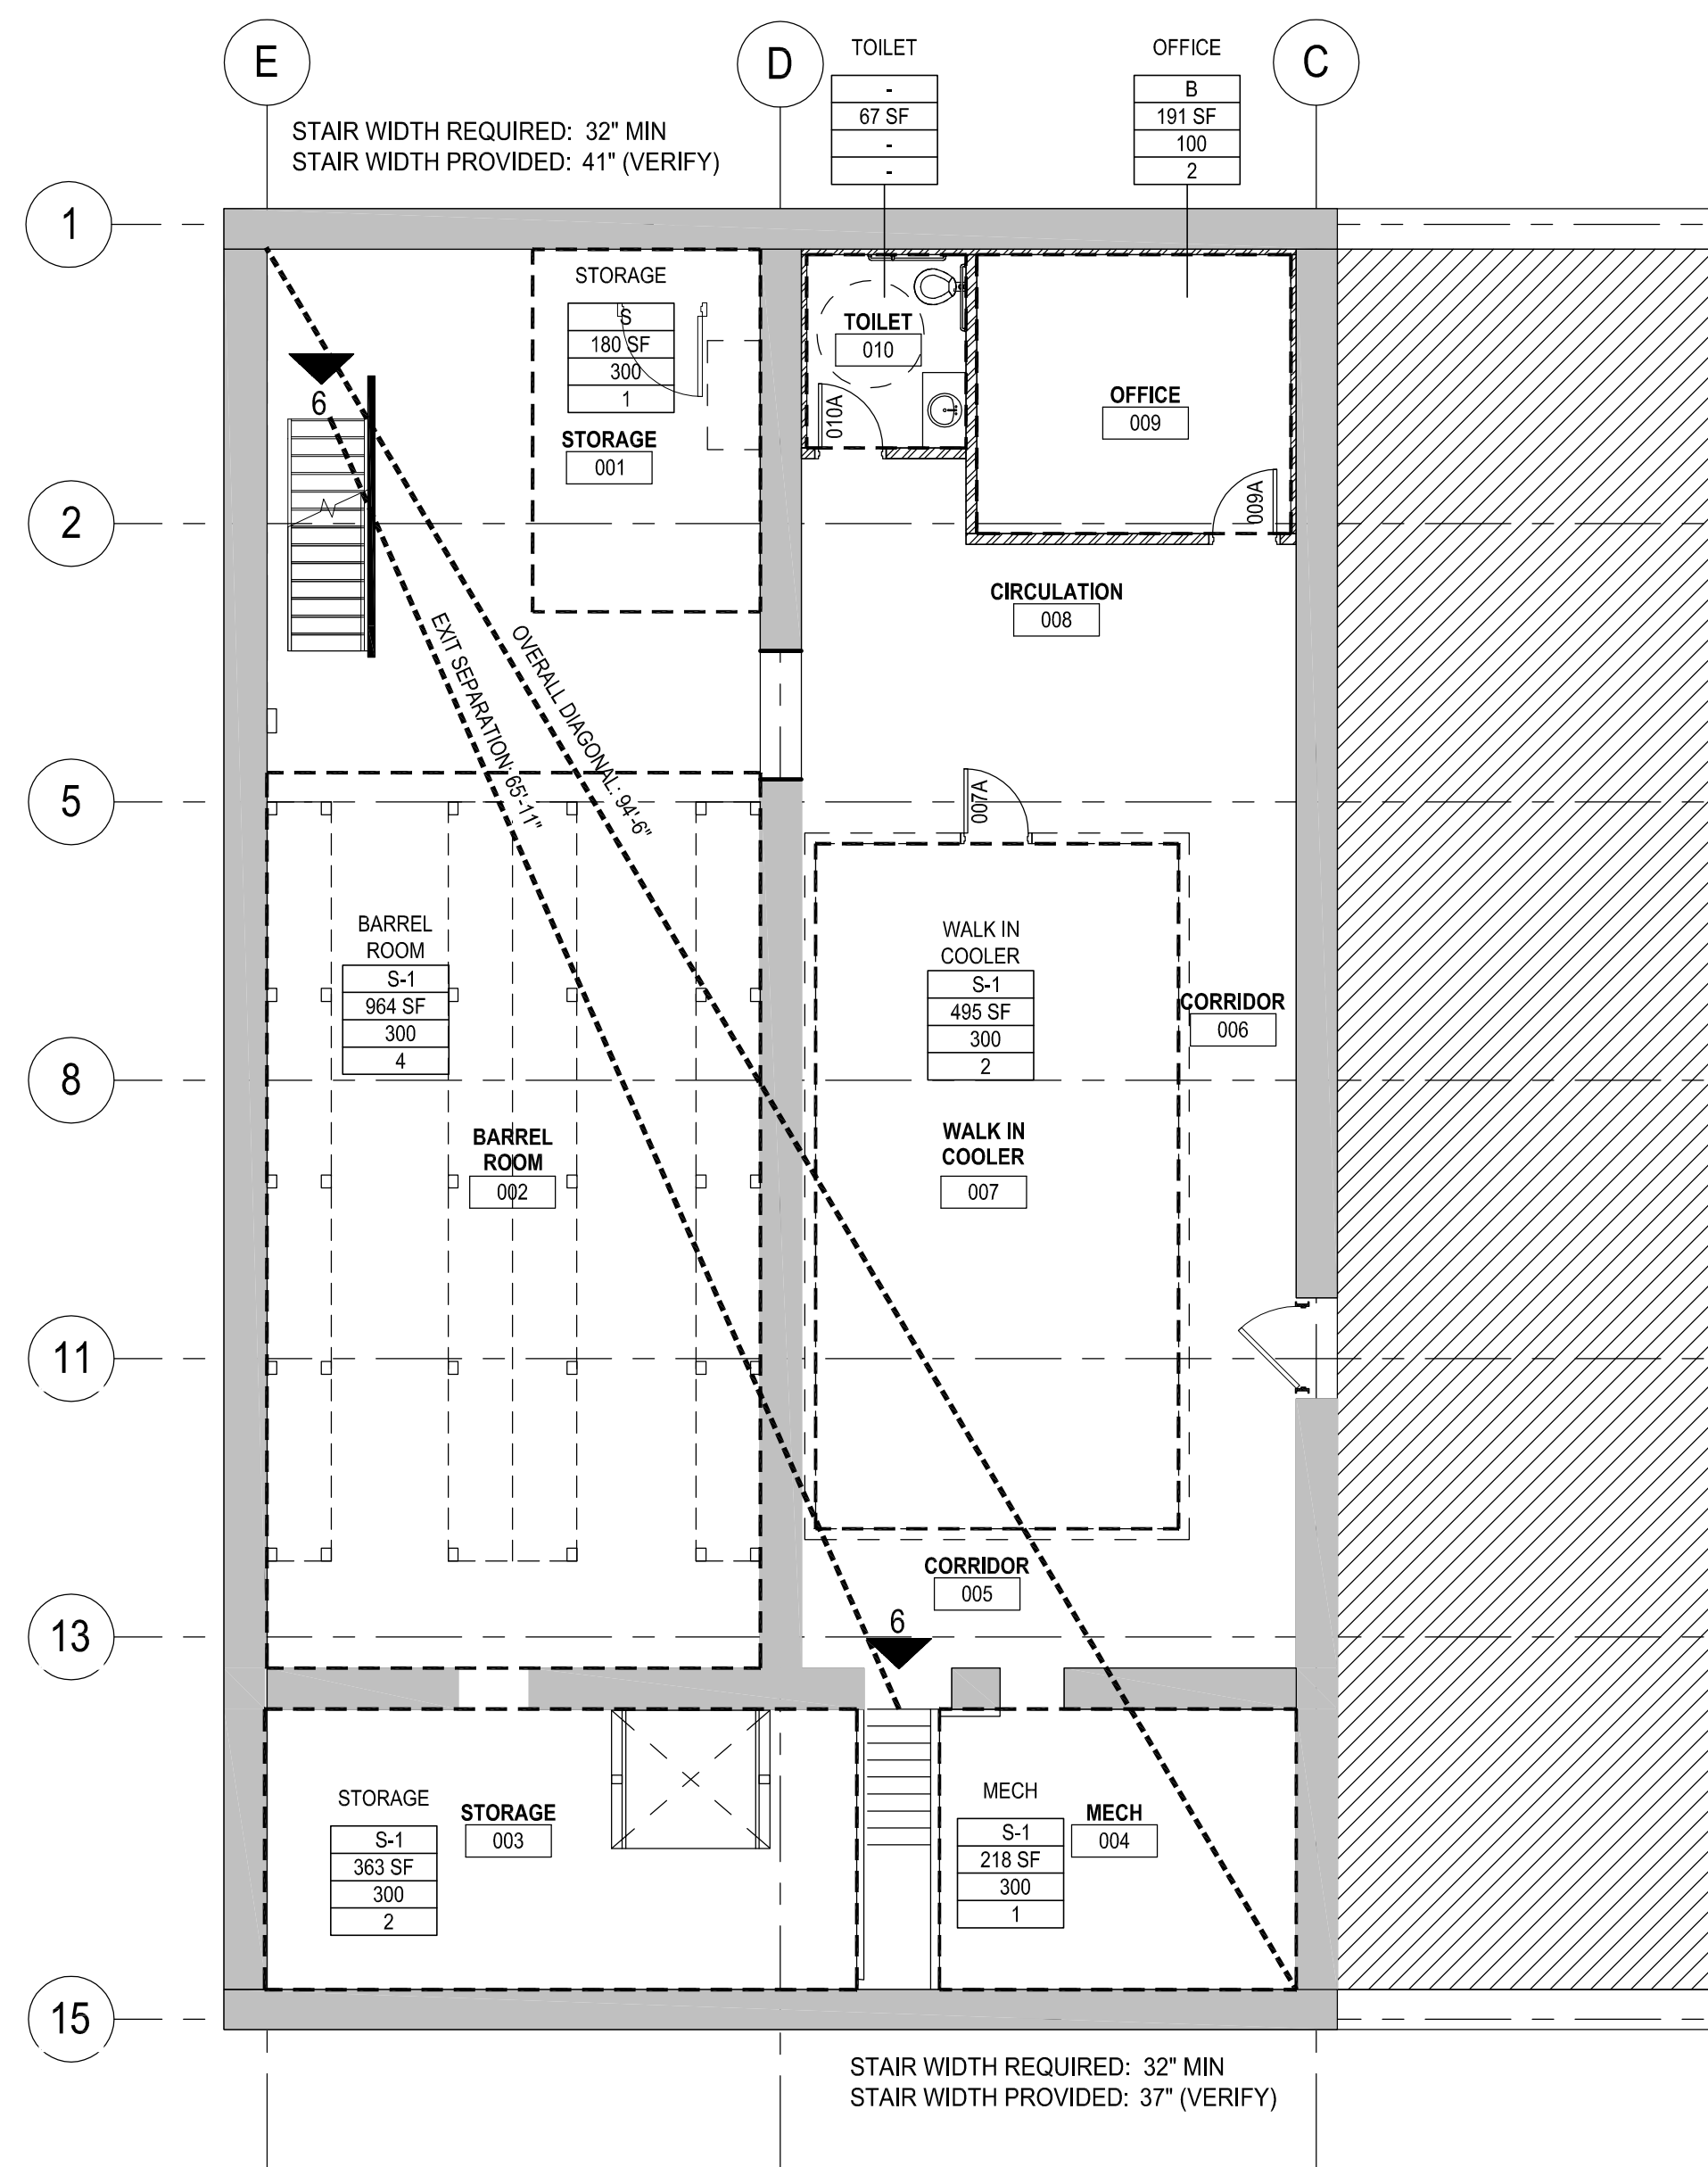 E
D
C
TOILET
-
67 SF
-
-
OFFICE
B
191 SF
100
2
STAIR WIDTH REQUIRED: 32" MIN
STAIR WIDTH PROVIDED: 41" (VERIFY)
1
STORAGE
S
180 SF
300
1
STORAGE
001
TOILET
010
010A
OFFICE
009
009A
6
2
CIRCULATION
008
EXIT SEPARATION: 65'-11"
OVERALL DIAGONAL: 94'-6"
5
007A
BARREL
ROOM
S-1
964 SF
300
4
WALK IN
COOLER
S-1
495 SF
300
2
CORRIDOR
006
8
BARREL
ROOM
002
WALK IN
COOLER
007
11
CORRIDOR
005
13
6
STORAGE
S-1
363 SF
300
2
STORAGE
003
MECH
S-1
218 SF
300
1
MECH
004
15
STAIR WIDTH REQUIRED: 32" MIN
STAIR WIDTH PROVIDED: 37" (VERIFY)